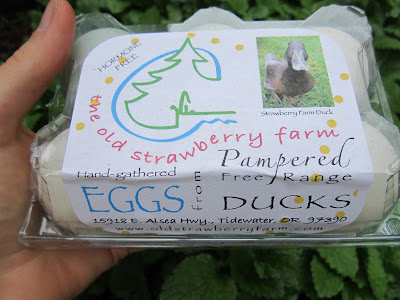 HORMONE
FREE
the old strawberry farm
Strawberry Farm Duck
Hand-gathered
EGGS
from
Pampered
Free Range
DUCKS
15918 E. Alsea Hwy., Tidewater, OR 97390
www.oldstrawberryfarm.com